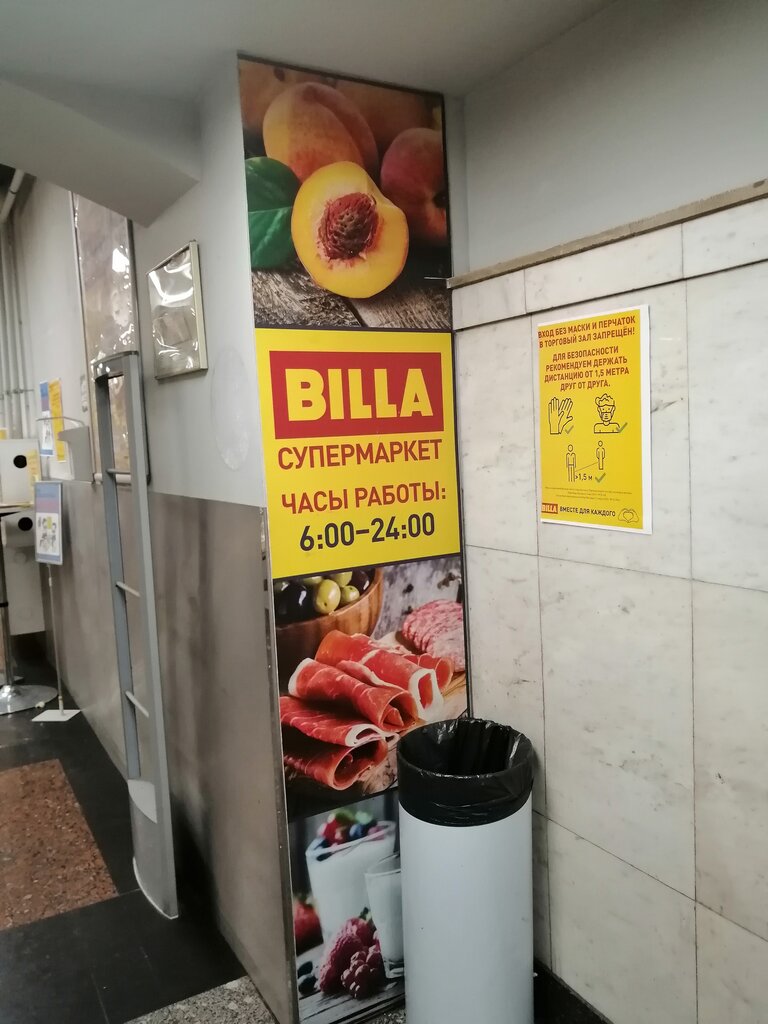 BILLA
СУПЕРМАРКЕТ
ЧАСЫ РАБОТЫ:
6:00–24:00
ВХОД БЕЗ МАСКИ И ПЕРЧАТОК
В ТОРГОВЫЙ ЗАЛ ЗАПРЕЩЁН!
ДЛЯ БЕЗОПАСНОСТИ
РЕКОМЕНДУЕМ ДЕРЖАТЬ
ДИСТАНЦИЮ ОТ 1,5 МЕТРА
ДРУГ ОТ ДРУГА.
>1,5 м
BILLA ВМЕСТЕ ДЛЯ КАЖДОГО